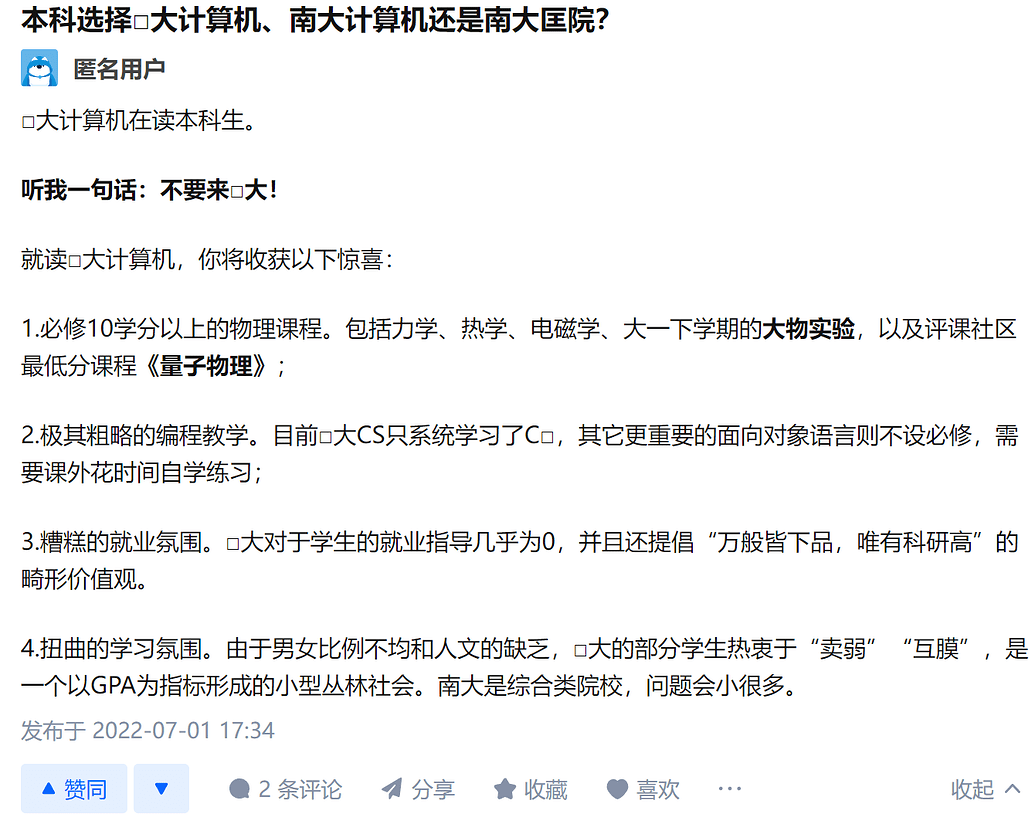 本科选择□大计算机、南大计算机还是南大匡院？
匿名用户
□大计算机在读本科生。
听我一句话：不要来□大！
就读□大计算机，你将收获以下惊喜：
1.必修10学分以上的物理课程。包括力学、热学、电磁学、大一下学期的大物实验，以及评课社区
最低分课程《量子物理》；
2.极其粗略的编程教学。目前□大CS只系统学习了C□，其它更重要的面向对象语言则不设必修，需
要课外花时间自学练习；
3.糟糕的就业氛围。□大对于学生的就业指导几乎为0，并且还提倡“万般皆下品，唯有科研高”的
畸形价值观。
4.扭曲的学习氛围。由于男女比例不均和人文的缺乏，□大的部分学生热衷于“卖弱”“互膜”，是
一个以GPA为指标形成的小型丛林社会。南大是综合类院校，问题会小很多。
发布于 2022-07-01 17:34
赞同 2 条评论 分享 收藏 喜欢 ··· 收起